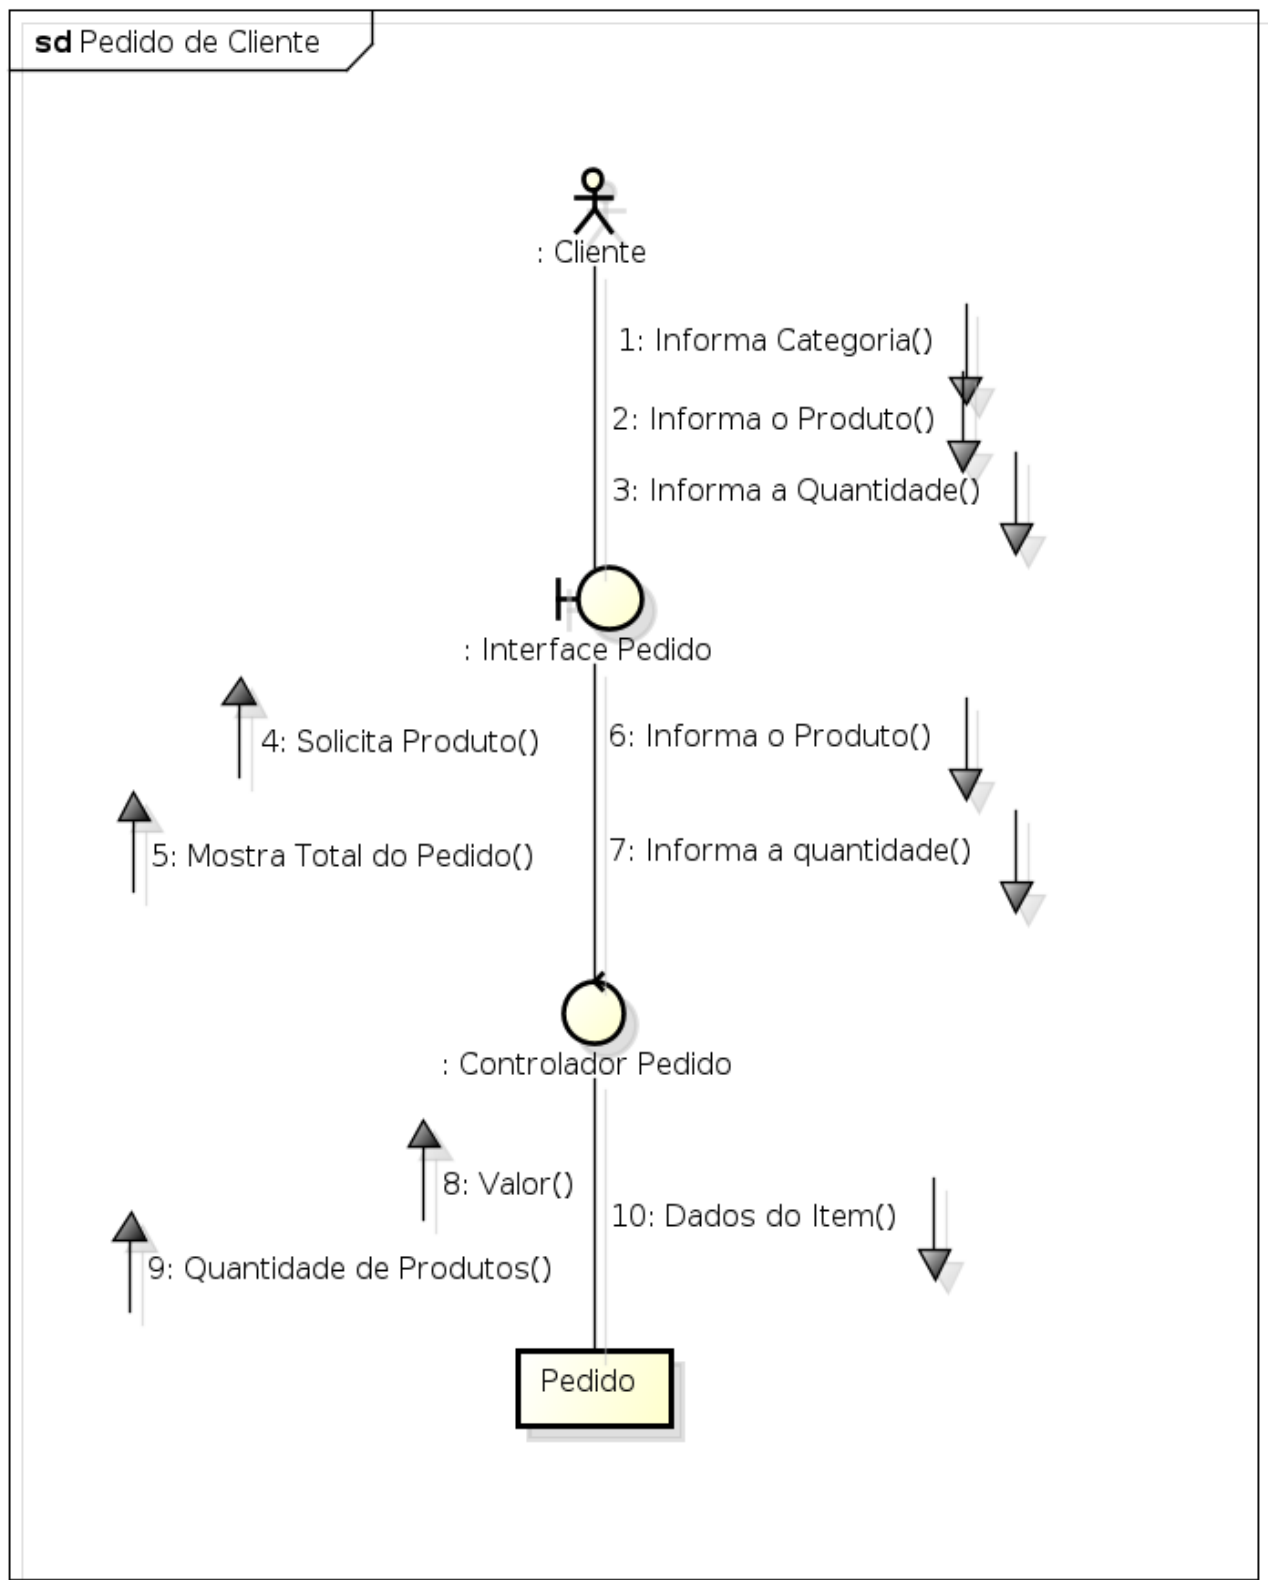 sd Pedido de Cliente
: Cliente
1: Informa Categoria()
2: Informa o Produto()
3: Informa a Quantidade()
: Interface Pedido
4: Solicita Produto()
6: Informa o Produto()
5: Mostra Total do Pedido()
7: Informa a quantidade()
: Controlador Pedido
8: Valor()
10: Dados do Item()
9: Quantidade de Produtos()
Pedido